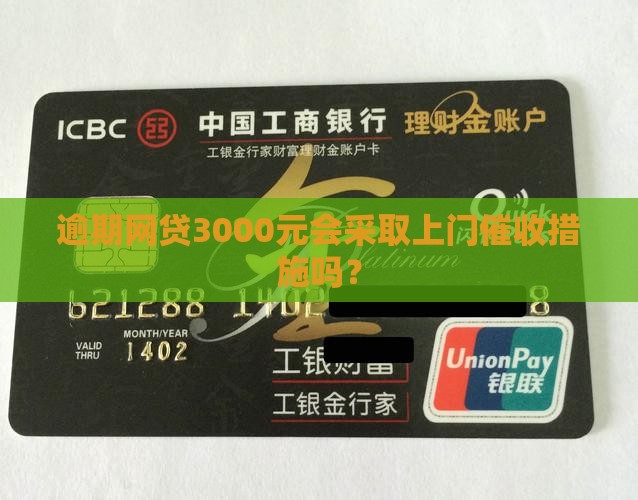 ICBC 中国工商银行 理财金账户
工银金行家财富理财金账户卡
Quick
逾期网贷3000元会采取上门催收措
施吗？
Platinum
621288 1402 8
MONTH/YEAR
VALID THRU 1402
工银财富
工银金行家
UnionPay
银联